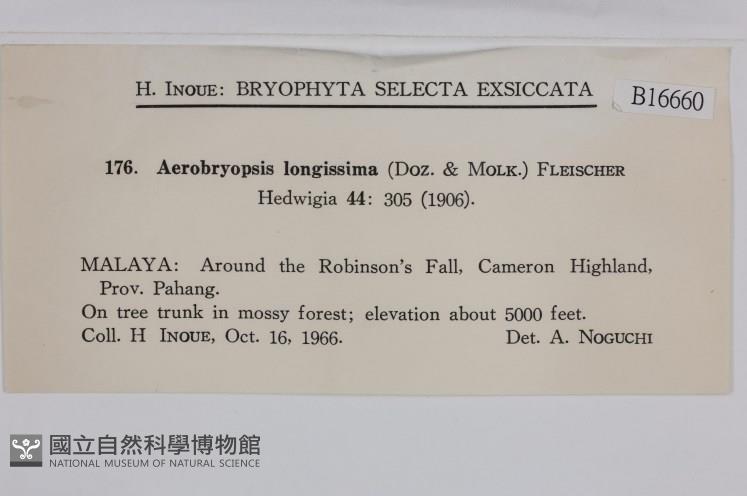 H. INOUE: BRYOPHYTA SELECTA EXSICCATA
B16660
176. Aerobryopsis longissima (DOZ. & MOLK.) FLEISCHER
Hedwigia 44: 305 (1906).
MALAYA: Around the Robinson's Fall, Cameron Highland,
Prov. Pahang.
On tree trunk in mossy forest; elevation about 5000 feet.
Coll. H INOUE, Oct. 16, 1966. Det. A. NOGUCHI
國立自然科學博物館
NATIONAL MUSEUM OF NATURAL SCIENCE